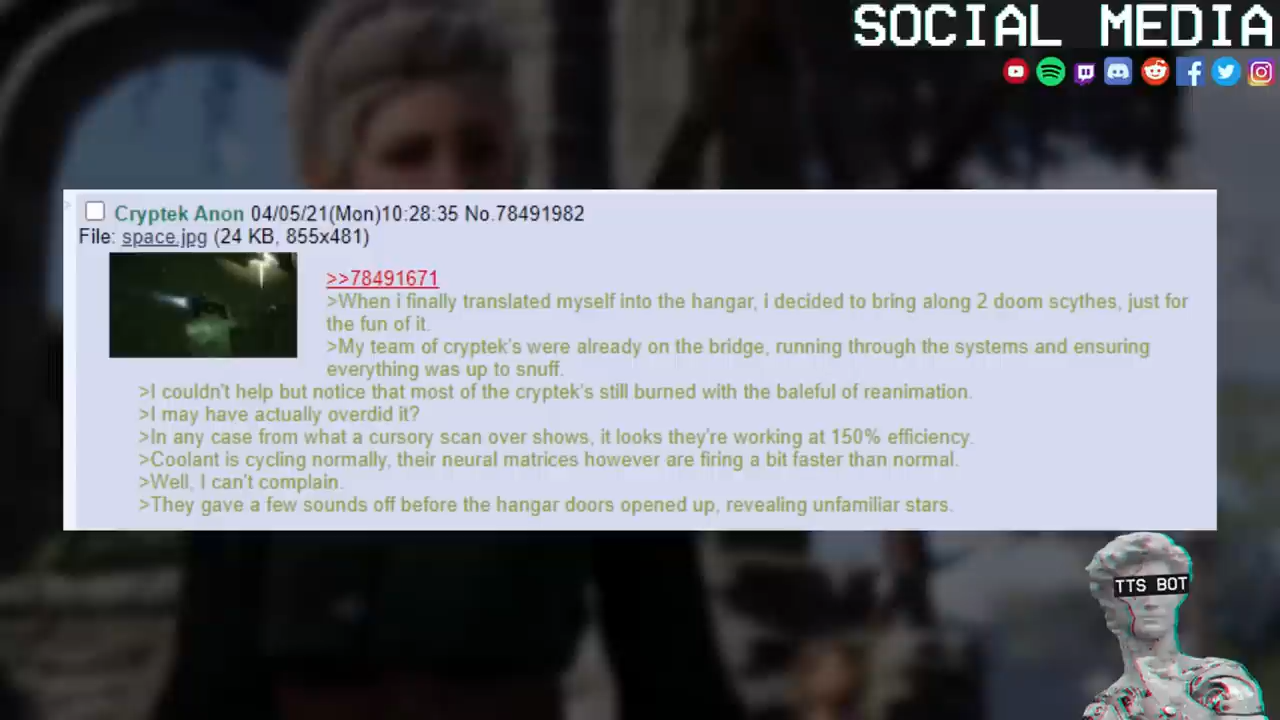 SOCIAL MEDIA
Cryptek Anon 04/05/21(Mon)10:28:35 No.78491982
File: space.jpg (24 KB, 855x481)
>>78491671
>When i finally translated myself into the hangar, i decided to bring along 2 doom scythes, just for
the fun of it.
>My team of cryptek's were already on the bridge, running through the systems and ensuring
everything was up to snuff.
>I couldn't help but notice that most of the cryptek's still burned with the baleful of reanimation.
>I may have actually overdid it?
>In any case from what a cursory scan over shows, it looks they're working at 150% efficiency.
>Coolant is cycling normally, their neural matrices however are firing a bit faster than normal.
>Well, I can't complain.
>They gave a few sounds off before the hangar doors opened up, revealing unfamiliar stars.
TTS BOT